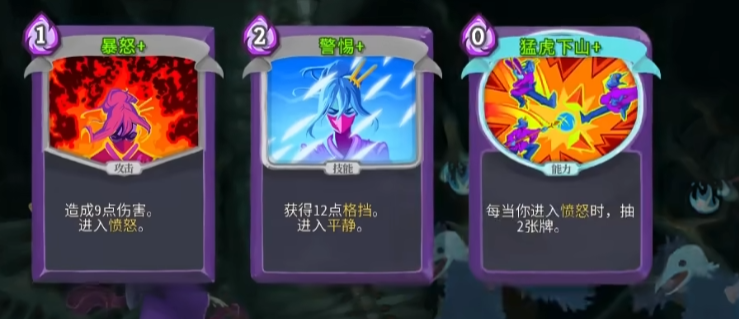 1
暴怒+
攻击
造成9点伤害。
进入愤怒。
2
警惕+
技能
获得12点格挡。
进入平静。
0
猛虎下山+
能力
每当你进入愤怒时，抽
2张牌。